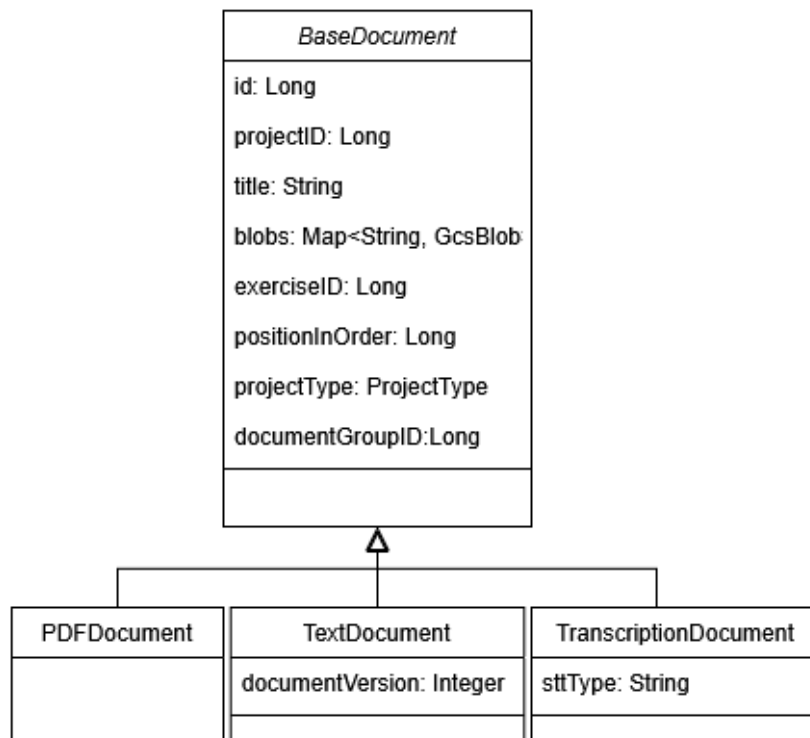 BaseDocument
id: Long
projectID: Long
title: String
blobs: Map<String, GcsBlob
exerciseID: Long
positionInOrder: Long
projectType: ProjectType
documentGroupID:Long
PDFDocument
TextDocument
documentVersion: Integer
TranscriptionDocument
sttType: String